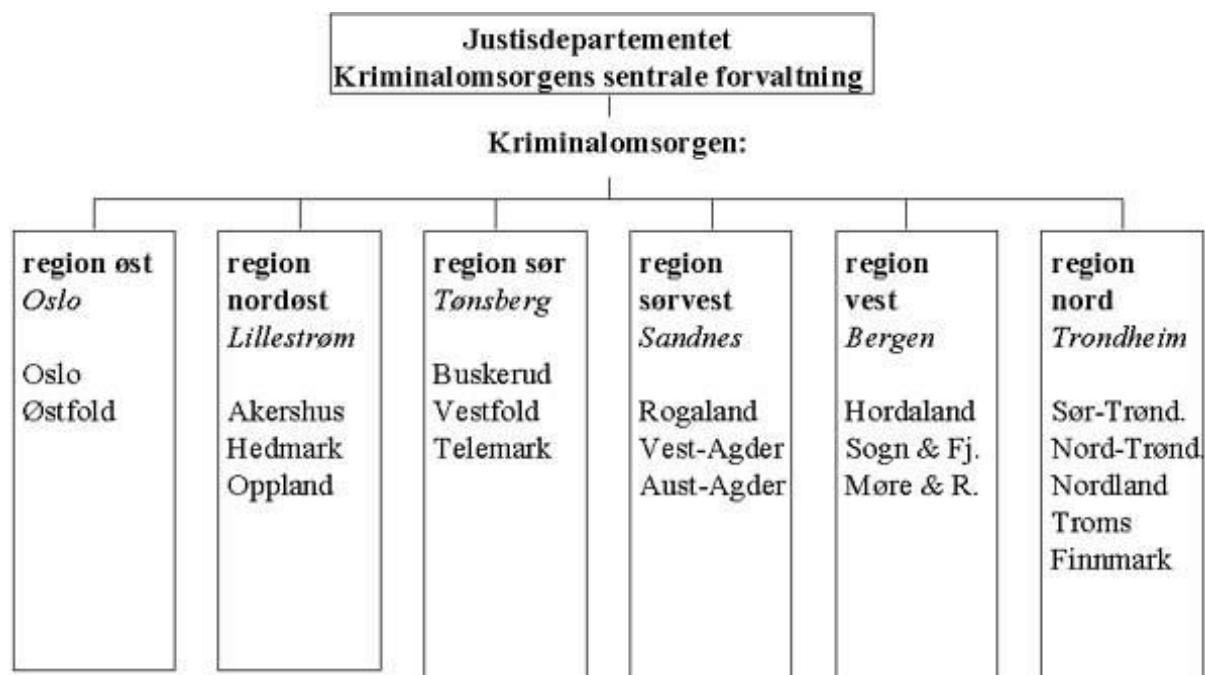 Justisdepartementet
Kriminalomsorgens sentrale forvaltning
Kriminalomsorgen:
region øst
Oslo
Oslo
Østfold
region
nordøst
Lillestrøm
Akershus
Hedmark
Oppland
region sør
Tønsberg
Buskerud
Vestfold
Telemark
region
sørvest
Sandnes
Rogaland
Vest-Agder
Aust-Agder
region
vest
Bergen
Hordaland
Sogn & Fj.
Møre & R.
region
nord
Trondheim
Sør-Trønd.
Nord-Trønd.
Nordland
Troms
Finnmark